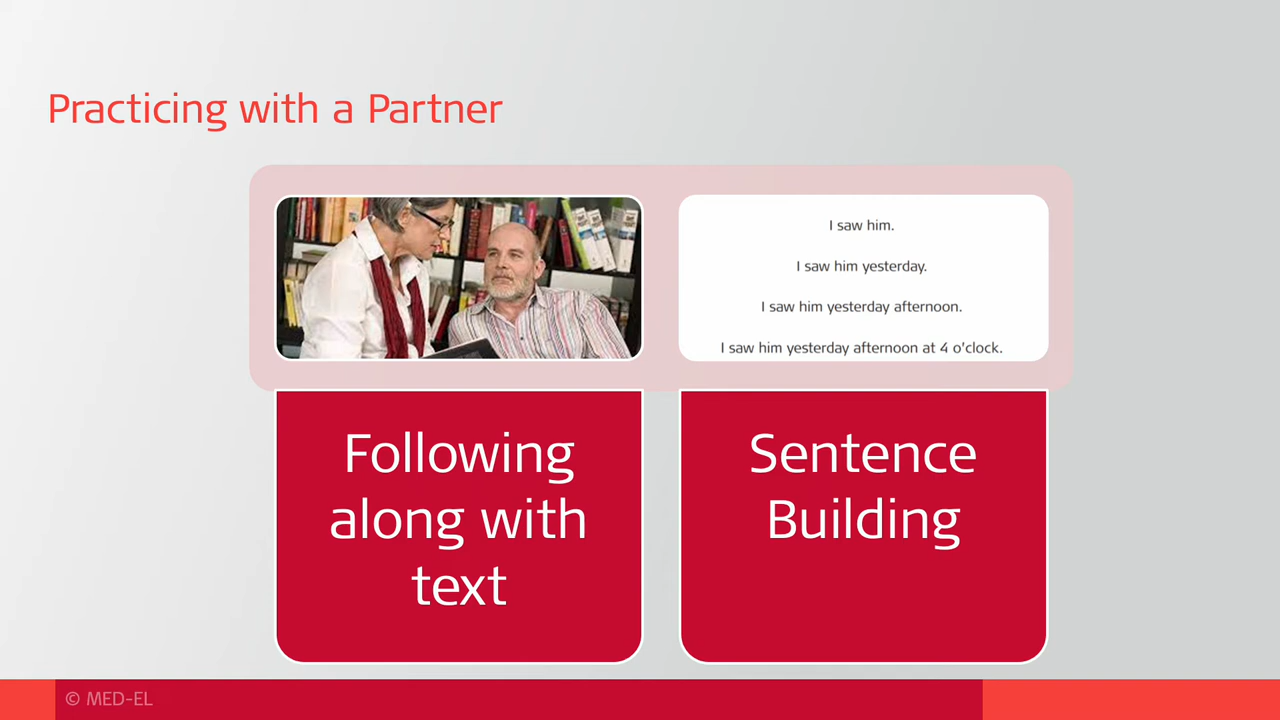 Practicing with a Partner
I saw him.
I saw him yesterday.
I saw him yesterday afternoon.
I saw him yesterday afternoon at 4 o'clock.
Following
along with
text
Sentence
Building
© MED-EL